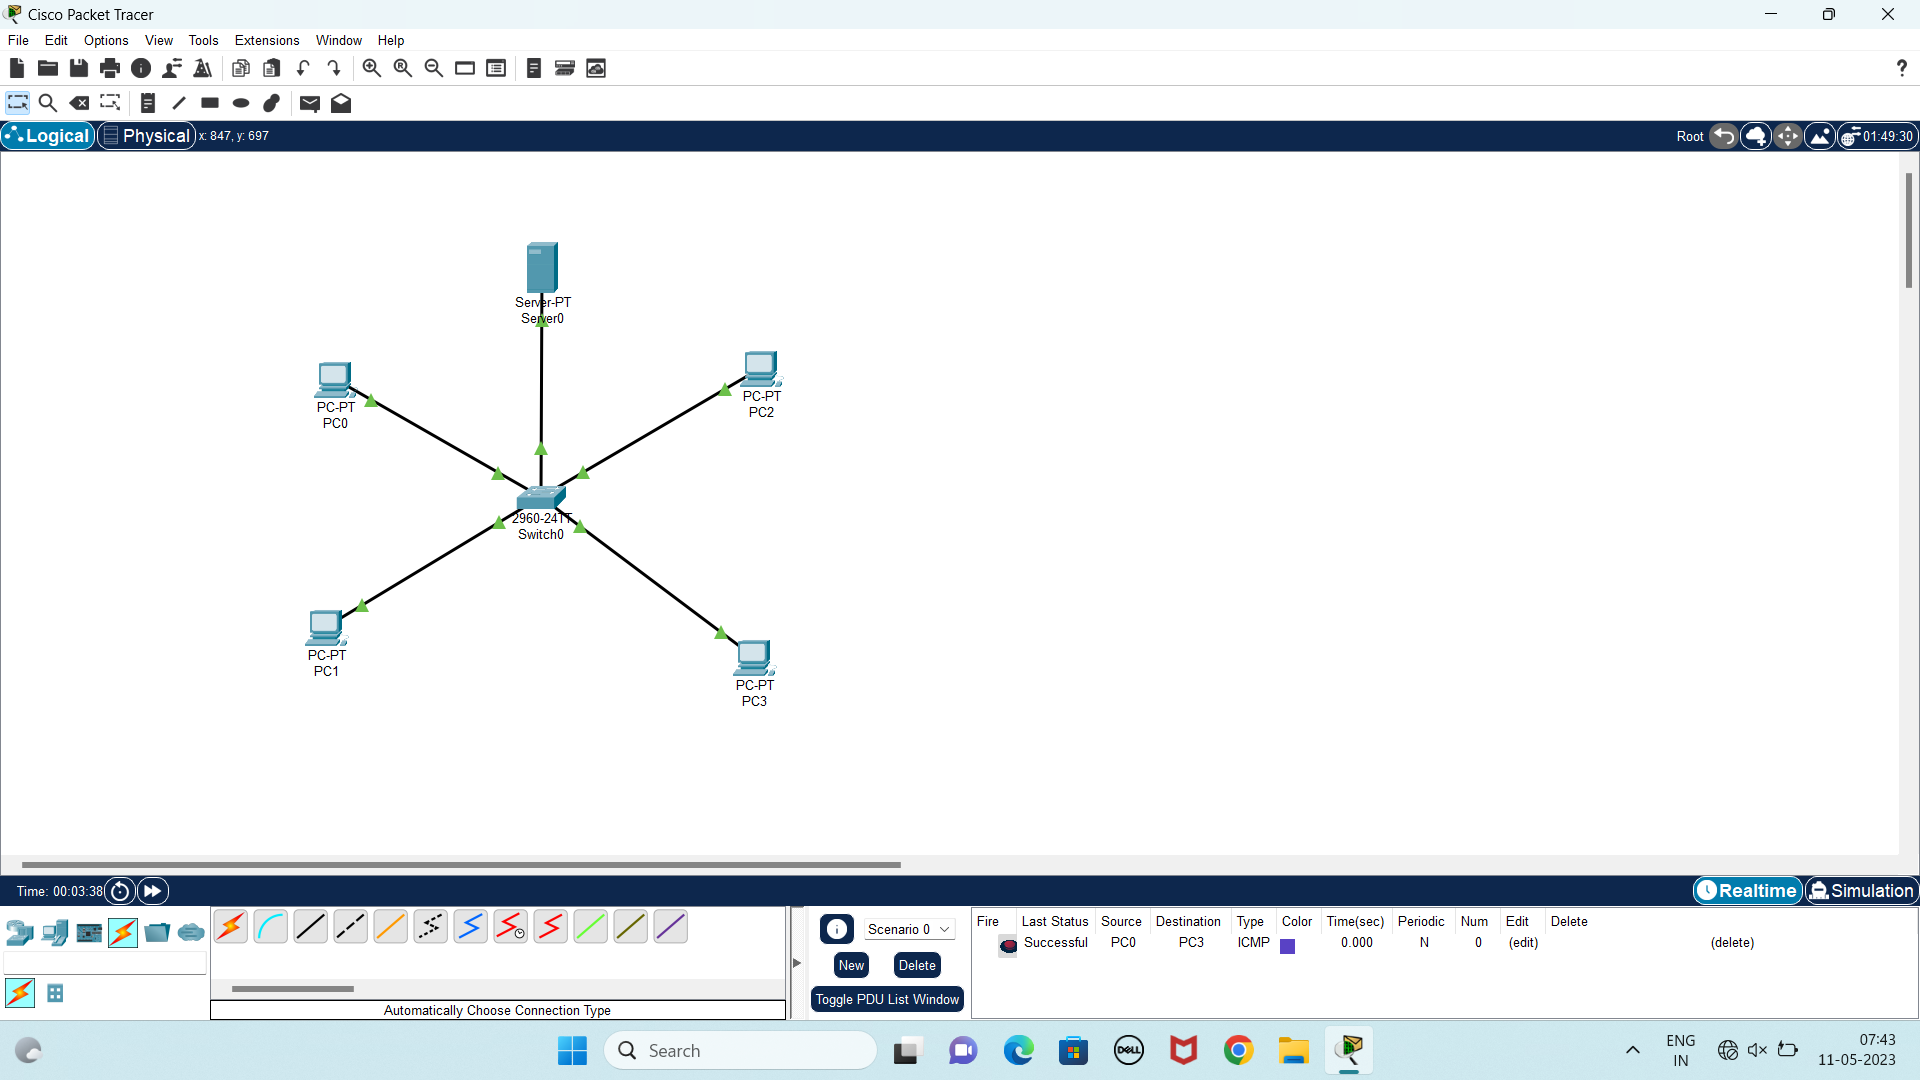 Cisco Packet Tracer
File Edit Options View Tools Extensions Window Help
?
Logical Physical x: 847, y: 697 Root 01:49:30
Server-PT
Server0
PC-PT
PC0
PC-PT
PC2
2960-24TT
Switch0
PC-PT
PC1
PC-PT
PC3
Time: 00:03:38 Realtime Simulation
Scenario 0
New Delete
Toggle PDU List Window
Automatically Choose Connection Type
Fire Last Status Source Destination Type Color Time(sec) Periodic Num Edit Delete
Successful PC0 PC3 ICMP 0.000 N 0 (edit) (delete)
Search
DELL
ENG
IN
07:43
11-05-2023